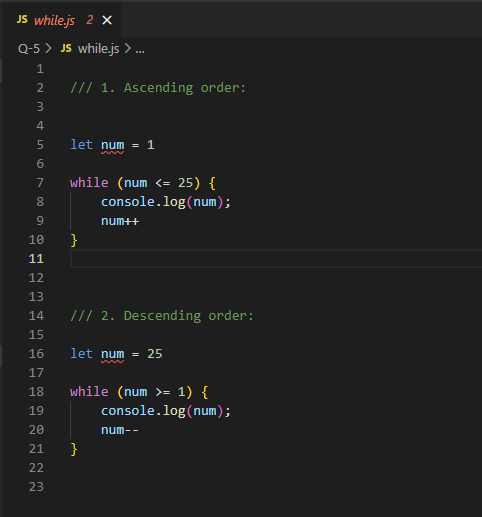 JS while.js 2 ×
Q-5 > JS while.js > ...
1
2 /// 1. Ascending order:
3
4
5 let num = 1
6
7 while (num <= 25) {
8     console.log(num);
9     num++
10 }
11
12
13
14 /// 2. Descending order:
15
16 let num = 25
17
18 while (num >= 1) {
19     console.log(num);
20     num--
21 }
22
23